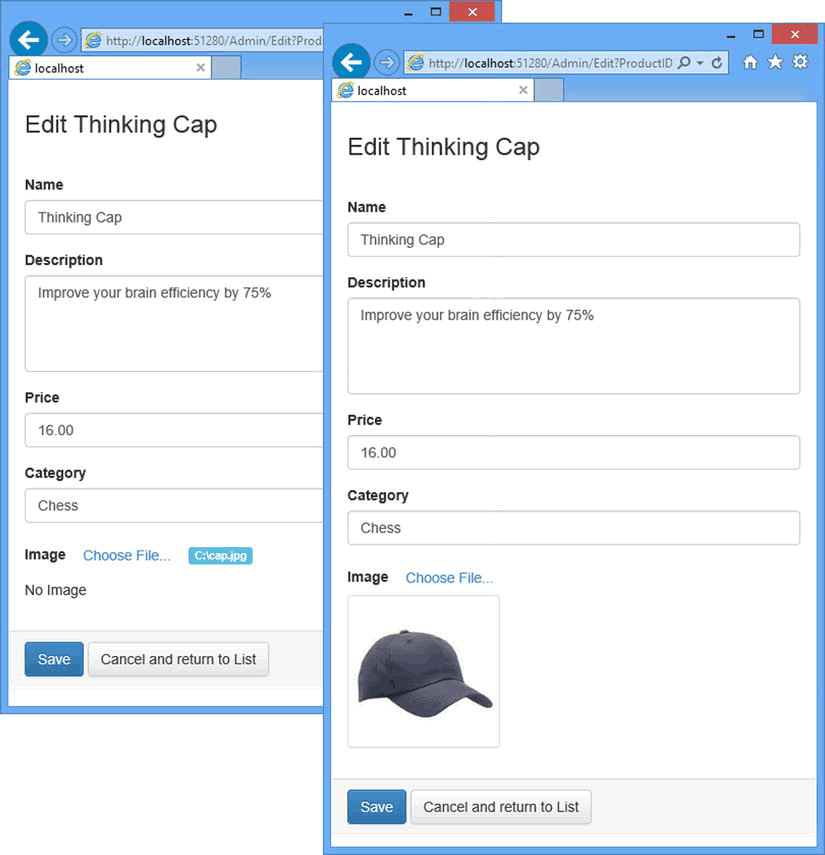 http://localhost:51280/Admin/Edit?Prod
localhost
Edit Thinking Cap
Name
Thinking Cap
Description
Improve your brain efficiency by 75%
Price
16.00
Category
Chess
Image Choose File... C:\cap.jpg
No Image
Save Cancel and return to List
http://localhost:51280/Admin/Edit?ProductID
localhost
Edit Thinking Cap
Name
Thinking Cap
Description
Improve your brain efficiency by 75%
Price
16.00
Category
Chess
Image Choose File...
Save Cancel and return to List